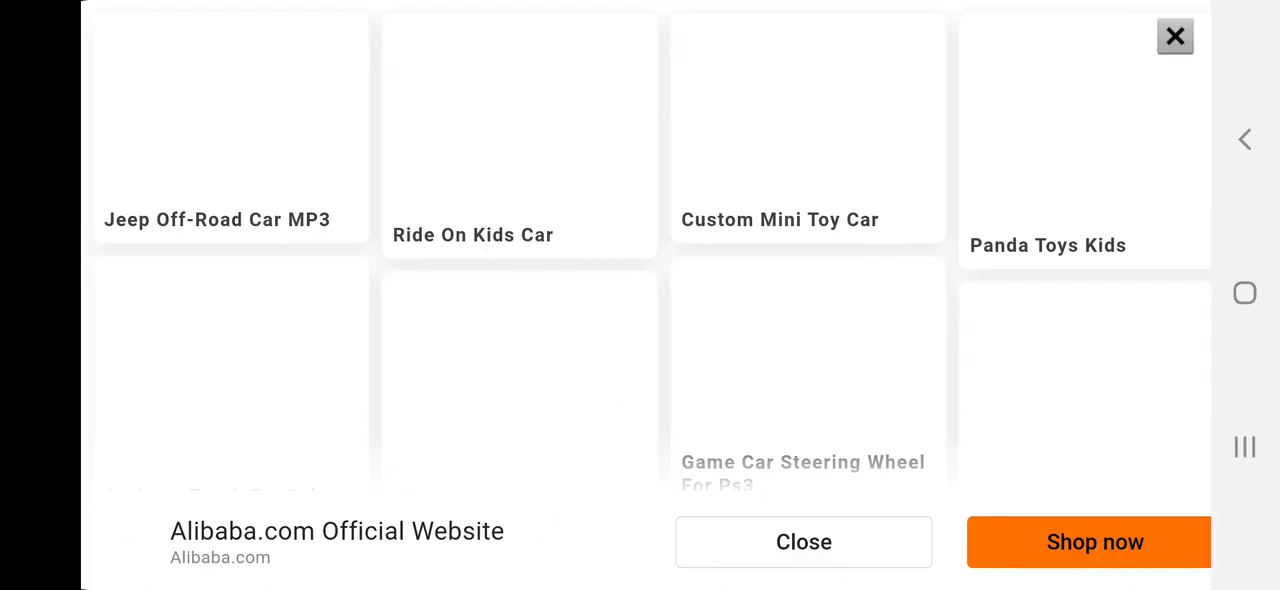 Jeep Off-Road Car MP3
Ride On Kids Car
Custom Mini Toy Car
Panda Toys Kids
Game Car Steering Wheel
For Ps3
Alibaba.com Official Website
Alibaba.com
Close
Shop now